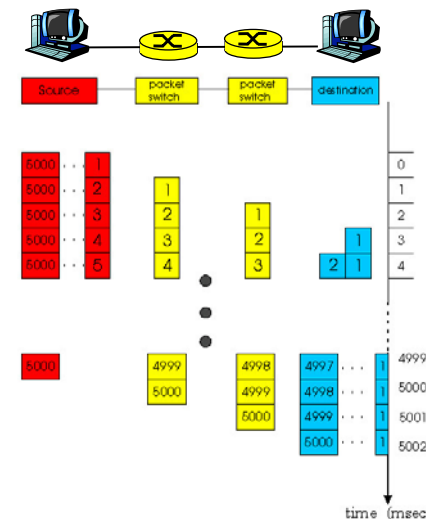 Source packet switch packet switch destination
5000 · · · 1 0
5000 · · · 2 1 1
5000 · · · 3 2 1 2
5000 · · · 4 3 2 1 3
5000 · · · 5 4 3 2 1 4
5000 4999 4998 4997 · · · 1 4999
5000 4999 4998 · · · 1 5000
5000 4999 · · · 1 5001
5000 · · · 1 5002
time (msec